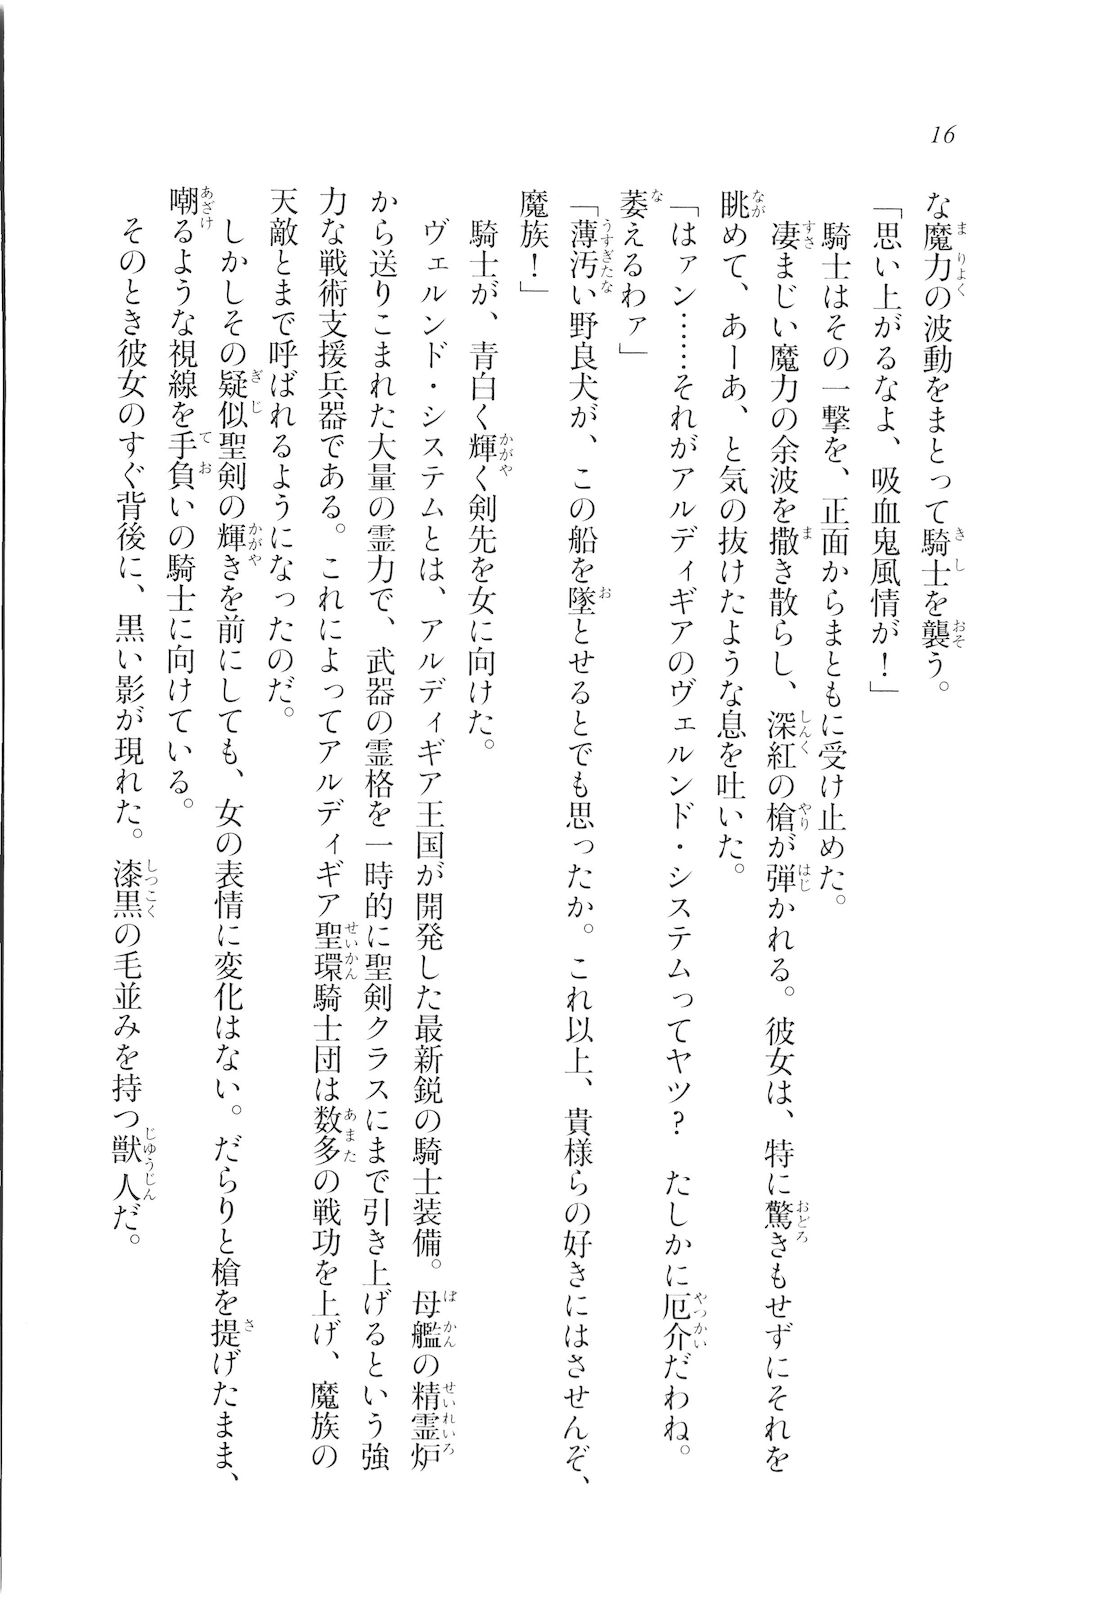 16
な魔力の波動をまとって騎士を襲う。
「思い上がるなよ、吸血鬼風情が！」
騎士はその一撃を、正面からまともに受け止めた。
凄まじい魔力の余波を撒き散らし、深紅の槍が弾かれる。彼女は、特に驚きもせずにそれを
眺めて、あーあ、と気の抜けたような息を吐いた。
「はァン……それがアルディギアのヴェルンド・システムってヤツ？　たしかに厄介だわね。
萎えるわァ」
「薄汚い野良犬が、この船を墜とせるとでも思ったか。これ以上、貴様らの好きにはさせんぞ、
魔族！」
騎士が、青白く輝く剣先を女に向けた。
ヴェルンド・システムとは、アルディギア王国が開発した最新鋭の騎士装備。母艦の精霊炉
から送りこまれた大量の霊力で、武器の霊格を一時的に聖剣クラスにまで引き上げるという強
力な戦術支援兵器である。これによってアルディギア聖環騎士団は数多の戦功を上げ、魔族の
天敵とまで呼ばれるようになったのだ。
しかしその疑似聖剣の輝きを前にしても、女の表情に変化はない。だらりと槍を提げたまま、
嘲るような視線を手負いの騎士に向けている。
そのとき彼女のすぐ背後に、黒い影が現れた。漆黒の毛並みを持つ獣人だ。